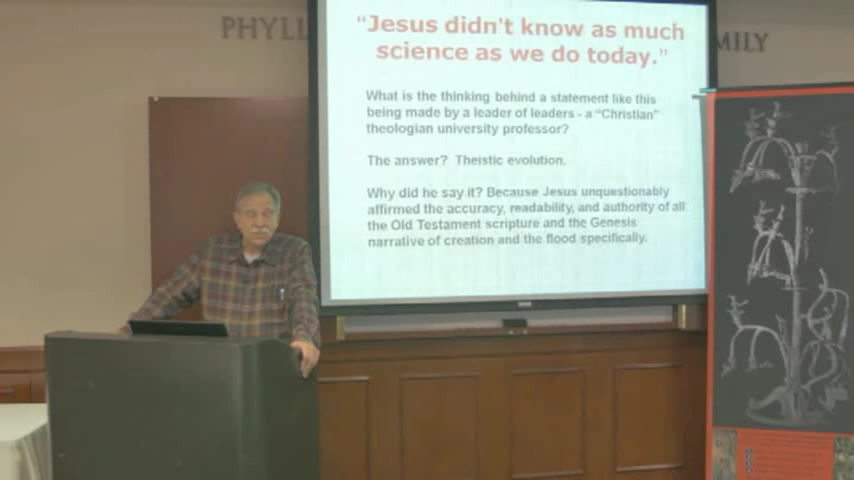 PHYLL
MILY
"Jesus didn't know as much
science as we do today."
What is the thinking behind a statement like this
being made by a leader of leaders - a "Christian"
theologian university professor?
The answer? Theistic evolution.
Why did he say it? Because Jesus unquestionably
affirmed the accuracy, readability, and authority of all
the Old Testament scripture and the Genesis
narrative of creation and the flood specifically.